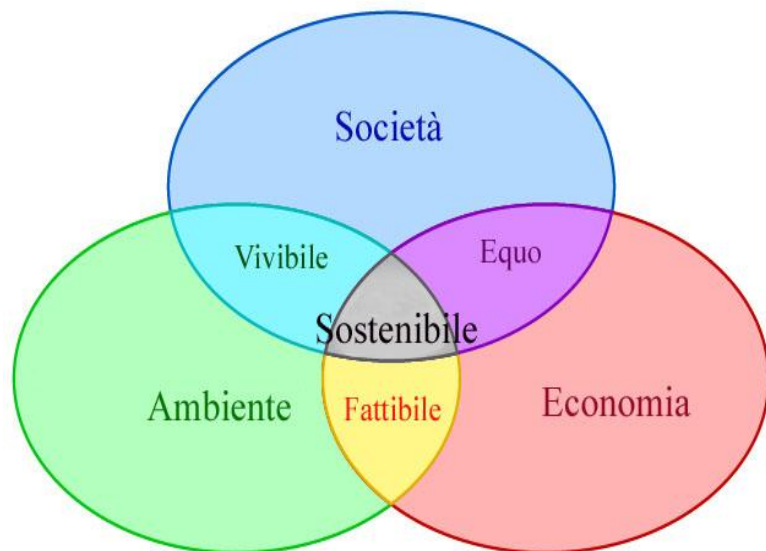 Società
Vivibile
Equo
Sostenibile
Ambiente
Fattibile
Economia